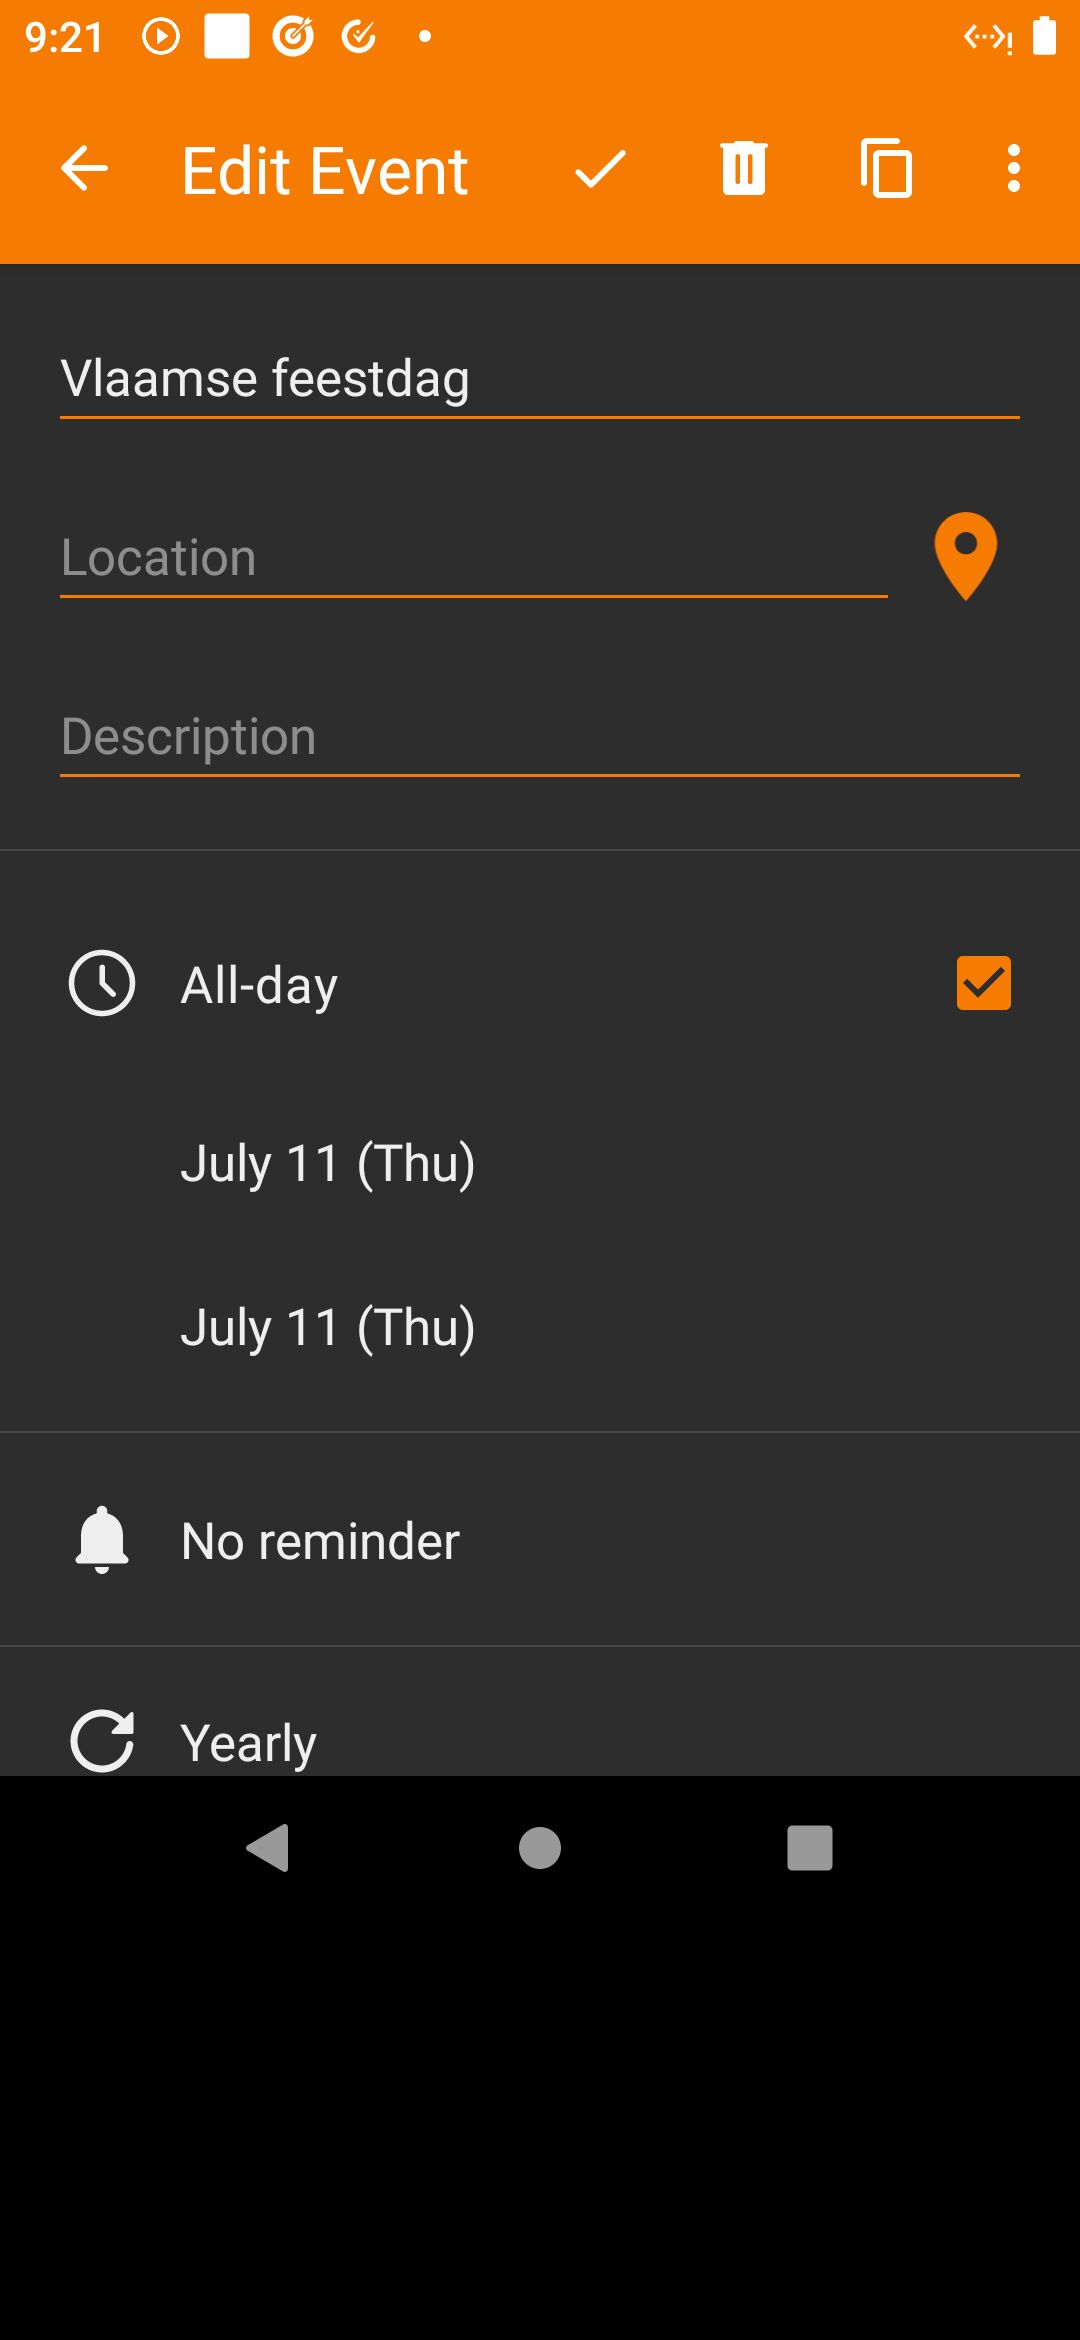 9:21
Edit Event
Vlaamse feestdag
Location
Description
All-day
July 11 (Thu)
July 11 (Thu)
No reminder
Yearly